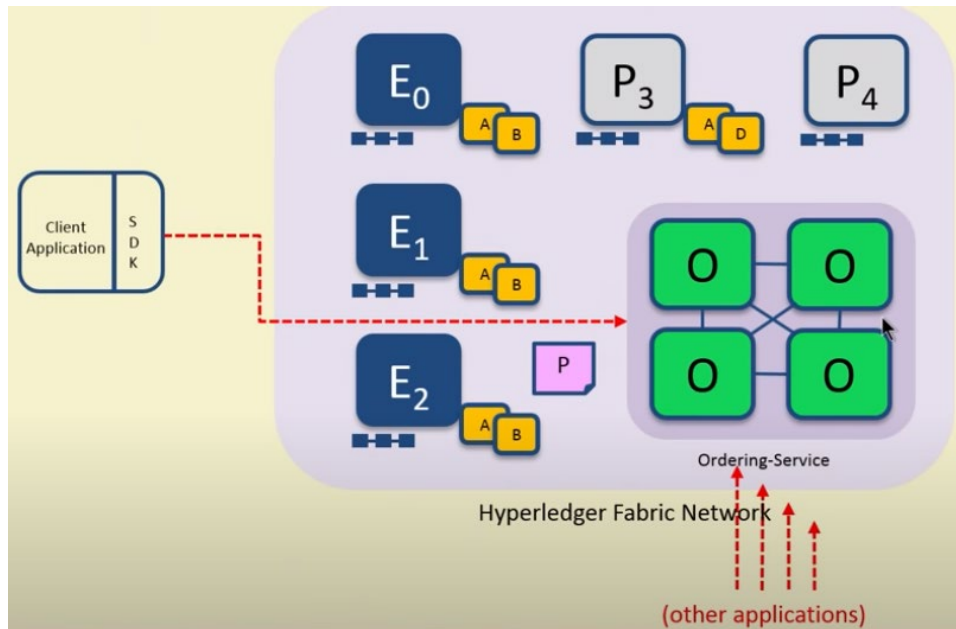 E0
P3
P4
A
B
A
D
Client
Application
S
D
K
E1
A
B
O
O
E2
P
O
O
A
B
Ordering-Service
Hyperledger Fabric Network
(other applications)